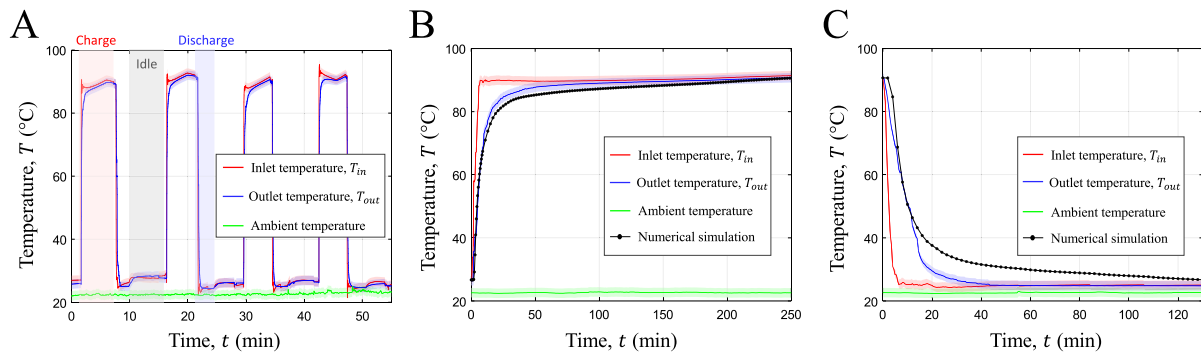 A
Charge
Idle
Discharge
100
80
60
40
20
Temperature, T (°C)
Inlet temperature, T_in
Outlet temperature, T_out
Ambient temperature
0
10
20
30
40
50
Time, t (min)
B
100
80
60
40
20
Temperature, T (°C)
Inlet temperature, T_in
Outlet temperature, T_out
Ambient temperature
Numerical simulation
0
50
100
150
200
250
Time, t (min)
C
100
80
60
40
20
Temperature, T (°C)
Inlet temperature, T_in
Outlet temperature, T_out
Ambient temperature
Numerical simulation
0
20
40
60
80
100
120
Time, t (min)